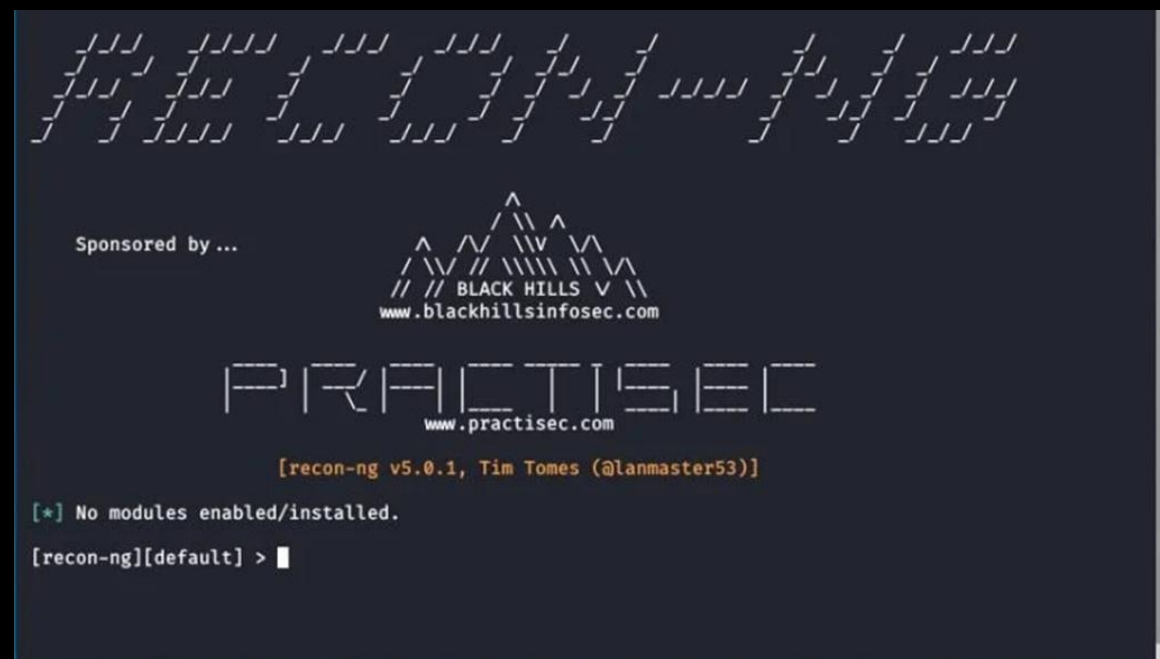 RECON-NG
Sponsored by...
BLACK HILLS
www.blackhillsinfosec.com
PRACTISEC
www.practisec.com
[recon-ng v5.0.1, Tim Tomes (@lanmaster53)]
[*] No modules enabled/installed.
[recon-ng][default] >